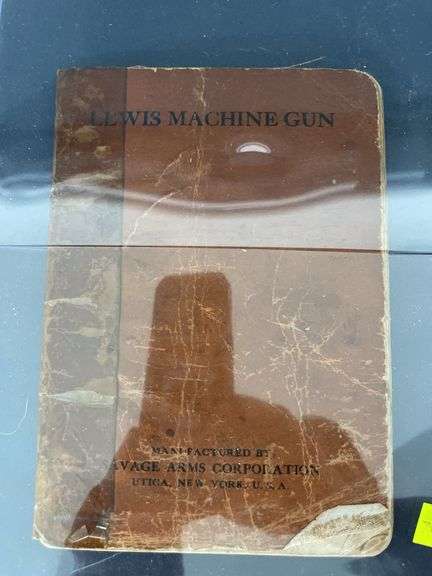 LEWIS MACHINE GUN
MANUFACTURED BY
SAVAGE ARMS CORPORATION
UTICA, NEW YORK, U.S.A.